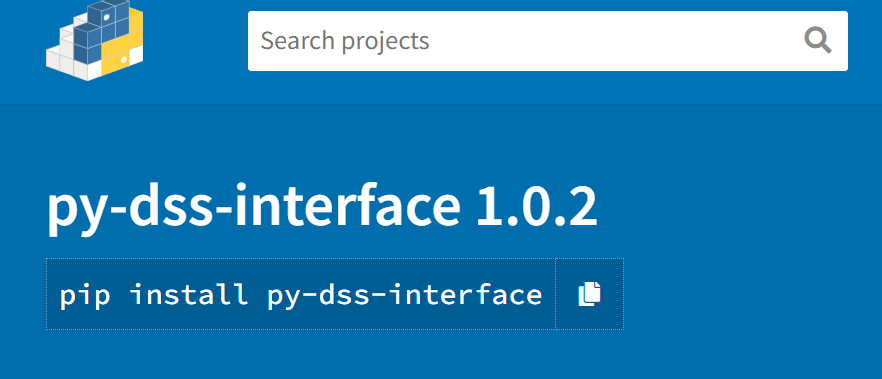 Search projects
py-dss-interface 1.0.2
pip install py-dss-interface